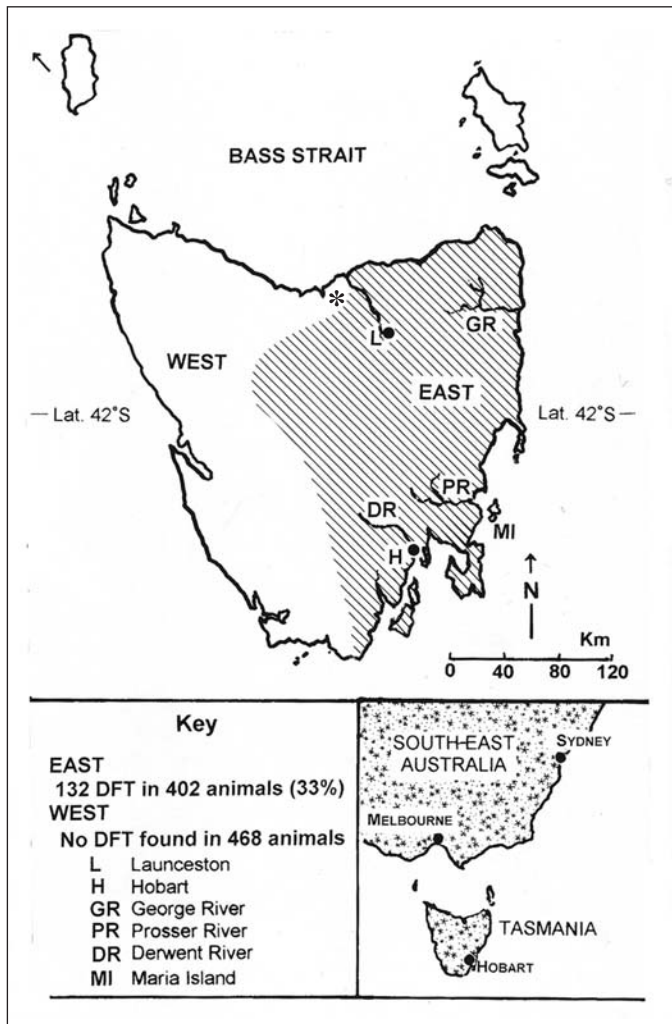 BASS STRAIT
*
GR
L
WEST
EAST
Lat. 42°S
Lat. 42°S
PR
DR
MI
H
N
Km
0 40 80 120
Key
EAST
132 DFT in 402 animals (33%)
WEST
No DFT found in 468 animals
L Launceston
H Hobart
GR George River
PR Prosser River
DR Derwent River
MI Maria Island
SOUTH-EAST
AUSTRALIA
SYDNEY
MELBOURNE
TASMANIA
HOBART